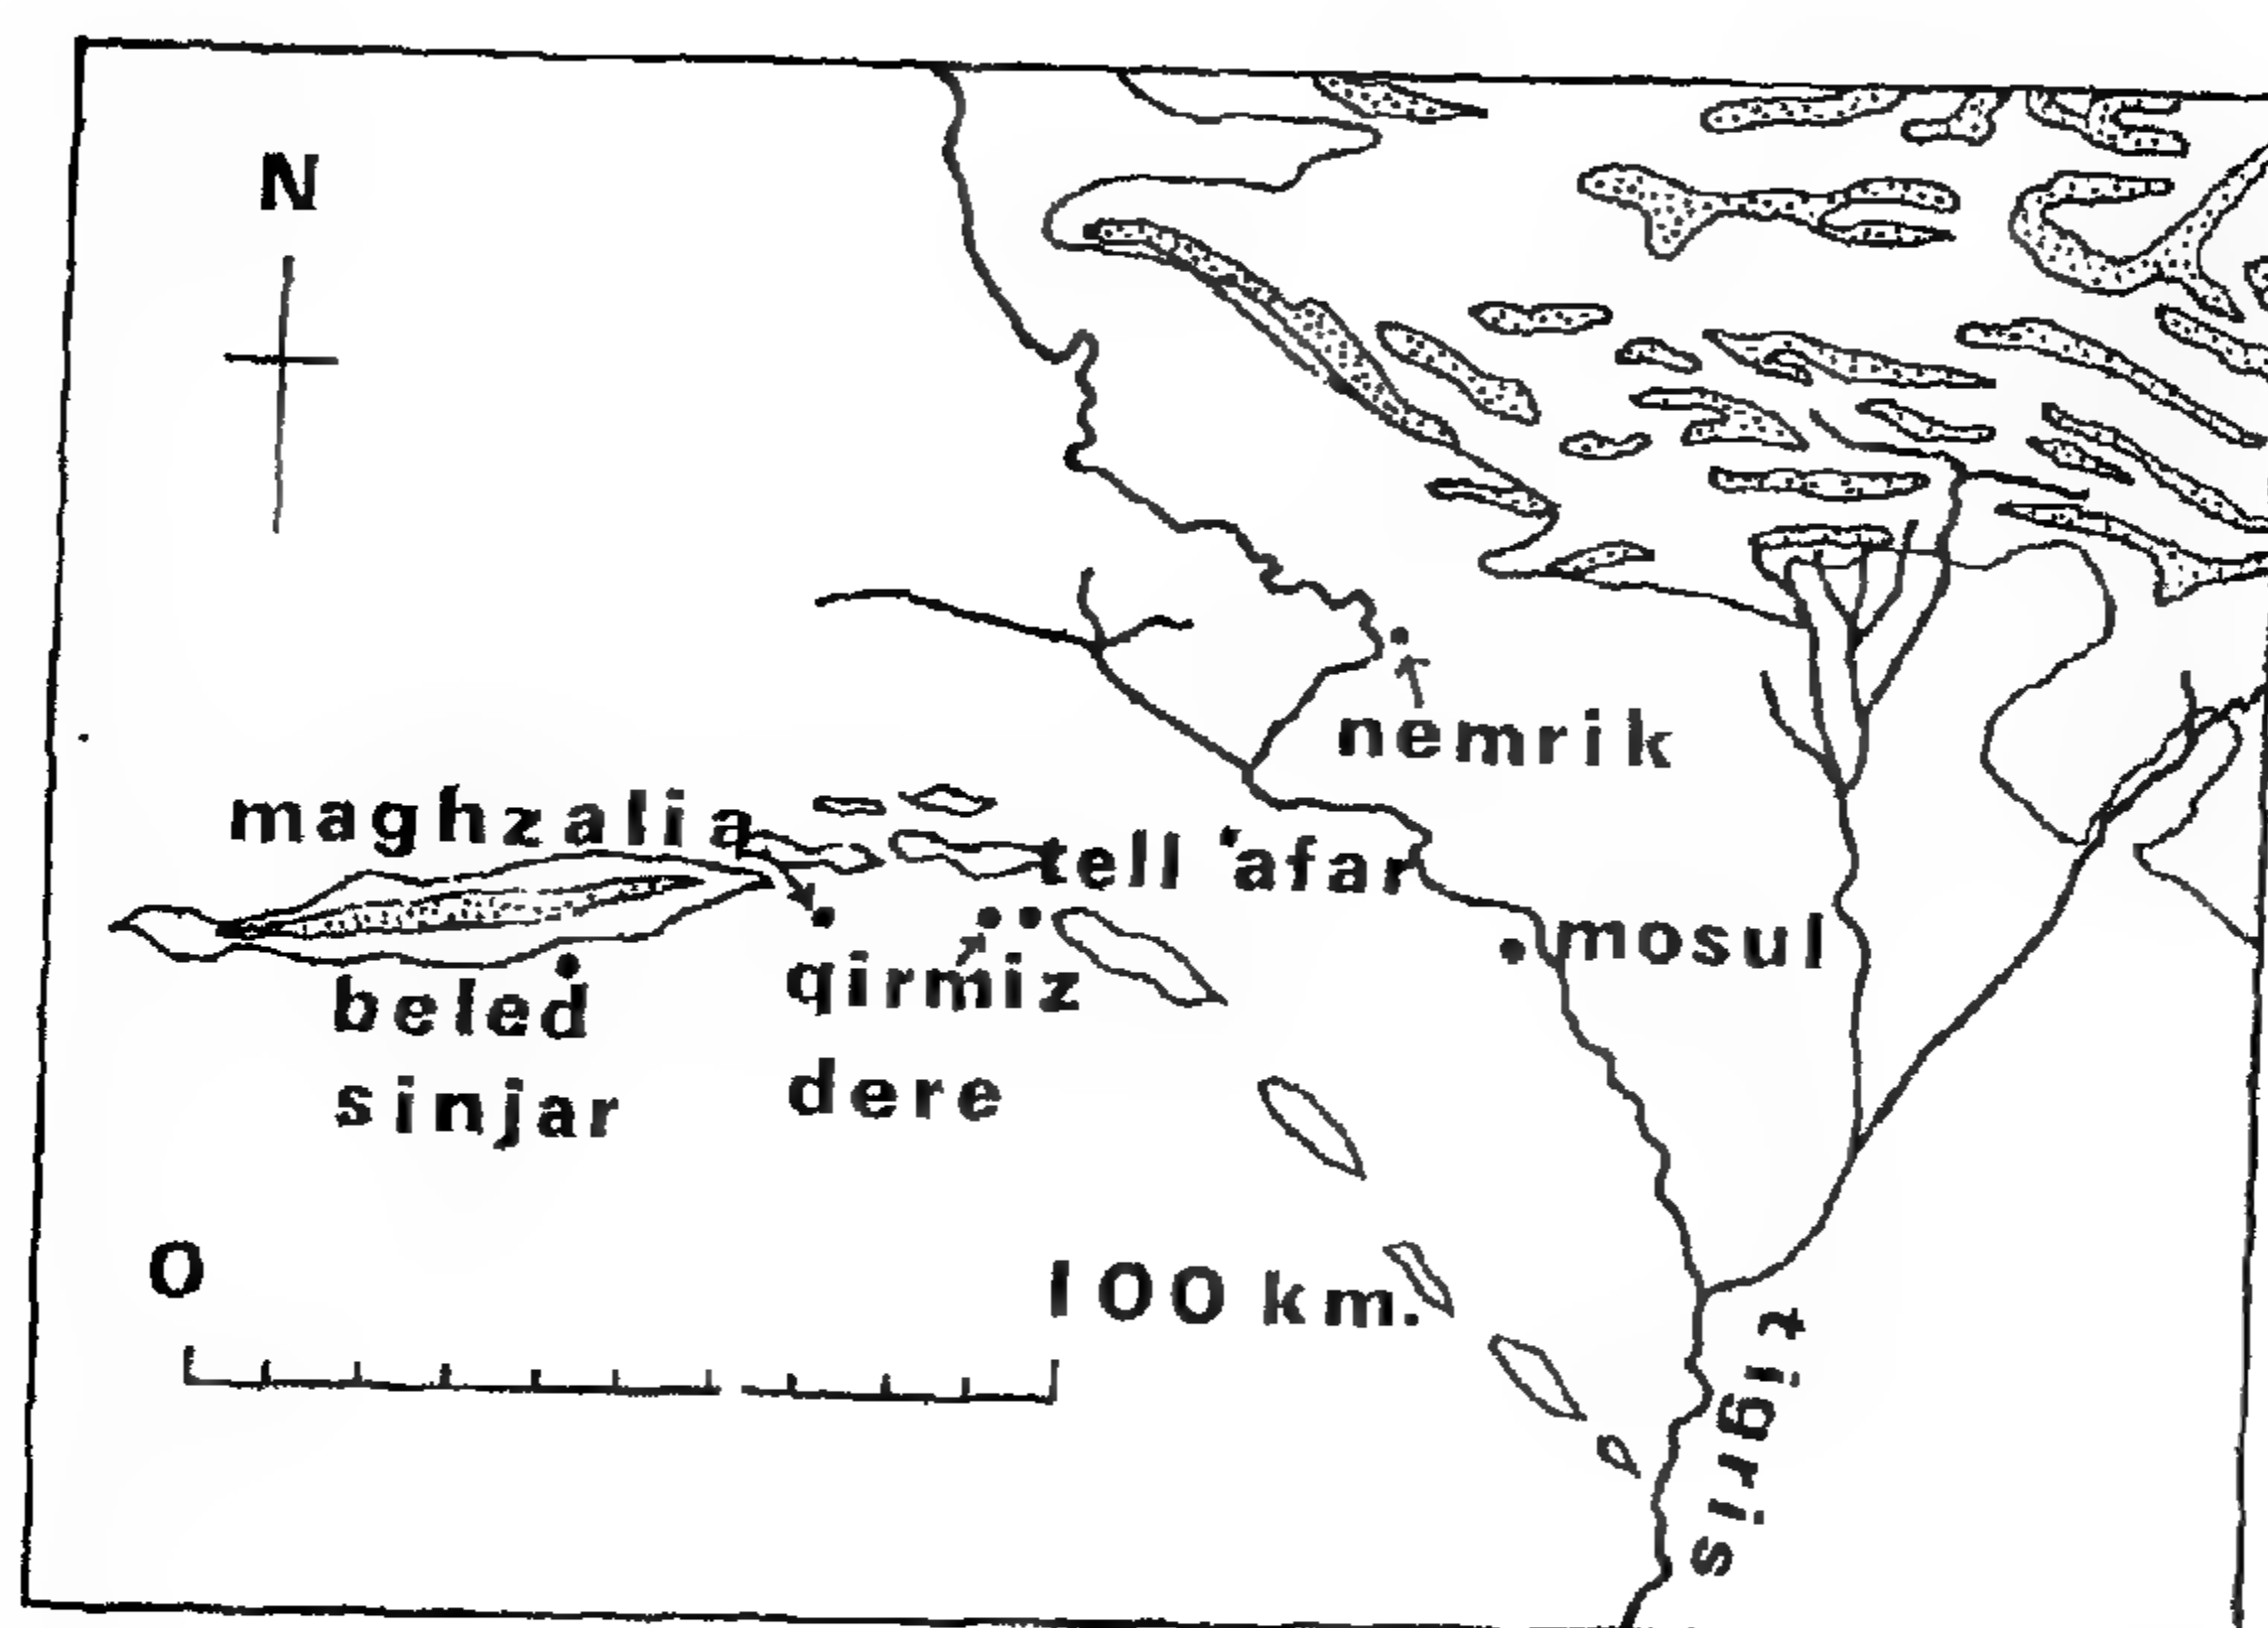 N
nemrik
maghzalia
tell 'afar
mosul
qirmiz
dere
beled
sinjar
0
100 km.
tigris